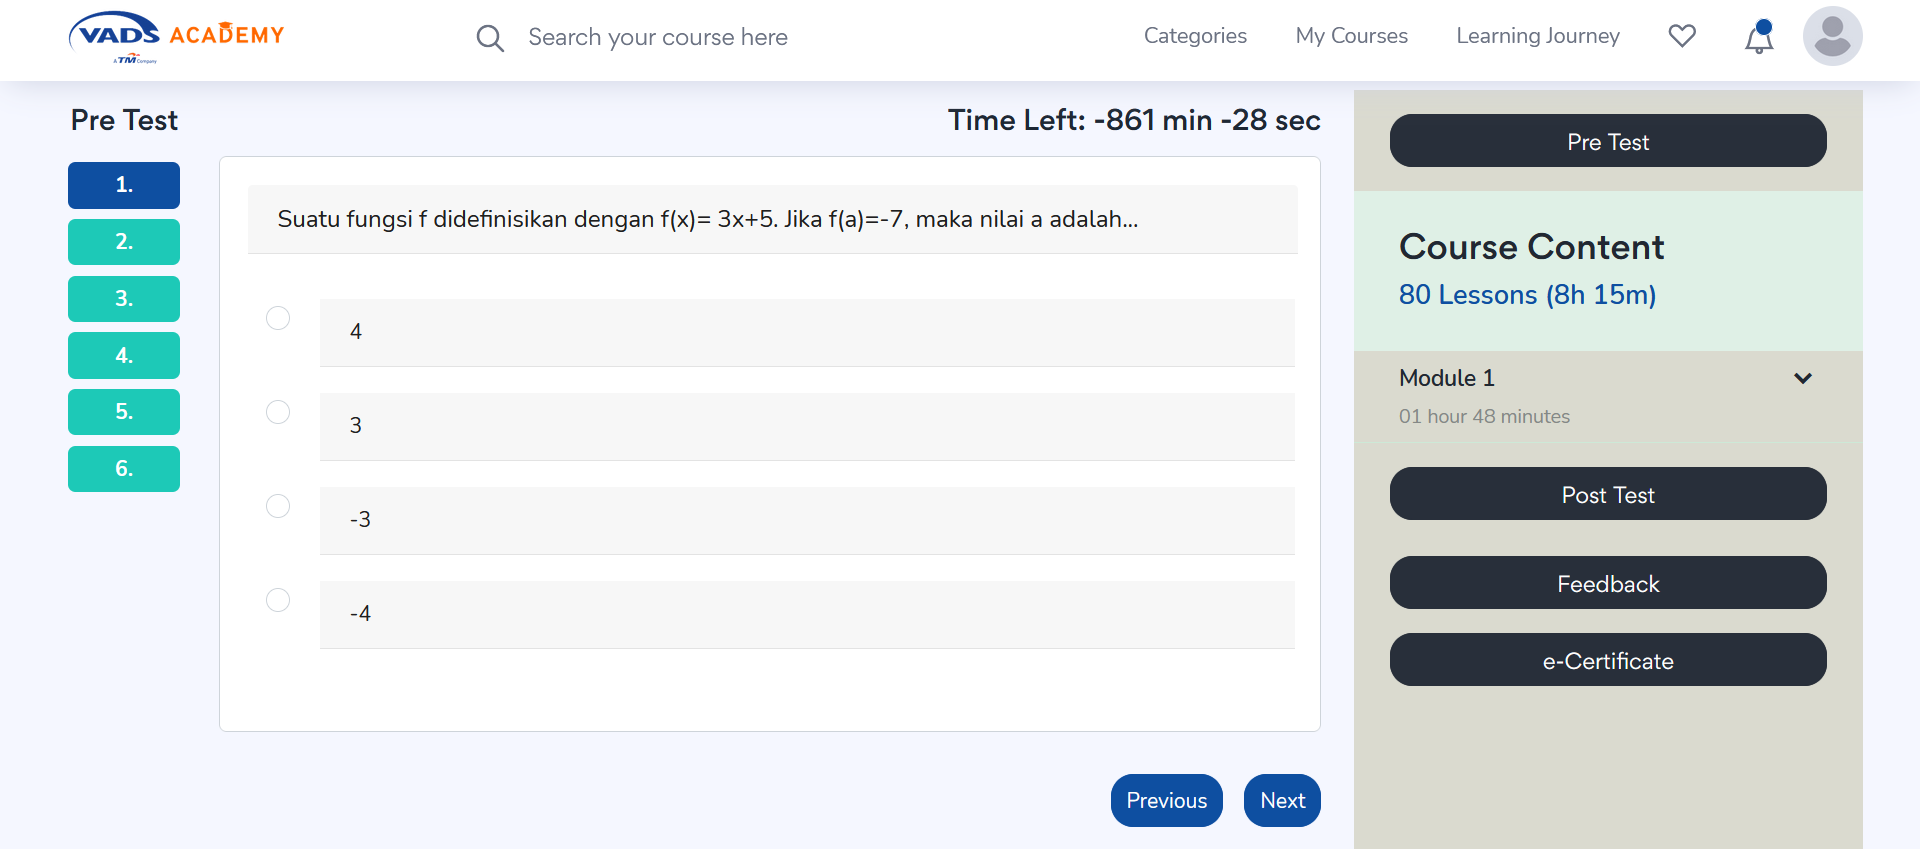 VADS ACADEMY
A TM Company
Search your course here
Categories
My Courses
Learning Journey
Pre Test
Time Left: -861 min -28 sec
1.
2.
3.
4.
5.
6.
Suatu fungsi f didefinisikan dengan f(x)= 3x+5. Jika f(a)=-7, maka nilai a adalah...
4
3
-3
-4
Previous
Next
Pre Test
Course Content
80 Lessons (8h 15m)
Module 1
01 hour 48 minutes
Post Test
Feedback
e-Certificate